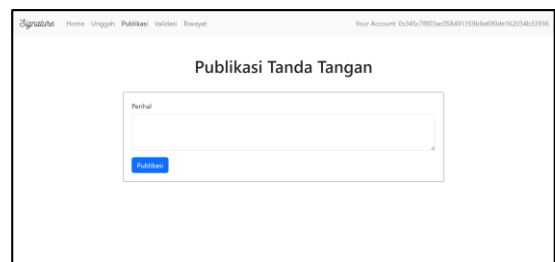 Signature Home Unggah Publikasi Validasi Riwayat Your Account: 0x345c7f803ac058491359b9a690de162034b33936
Publikasi Tanda Tangan
Perihal
Publikasi